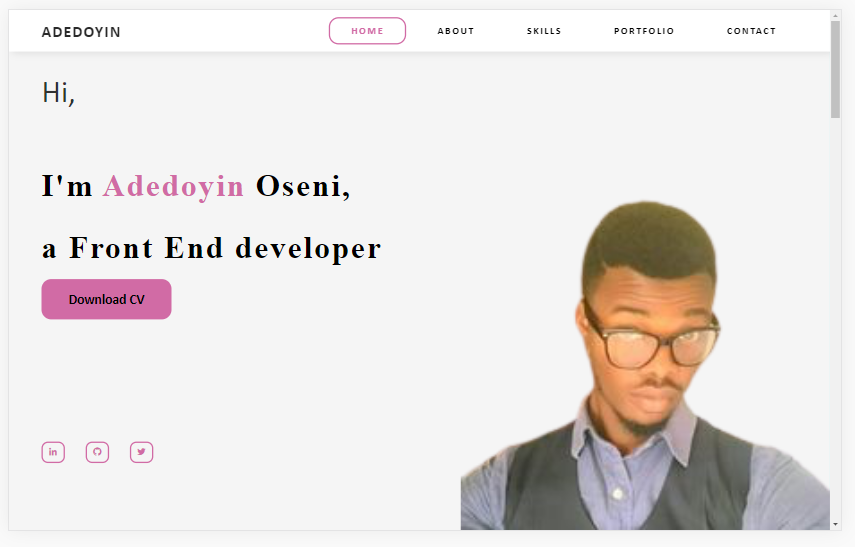 ADEDOYIN HOME ABOUT SKILLS PORTFOLIO CONTACT
Hi,
I'm Adedoyin Oseni,
a Front End developer
Download CV
in